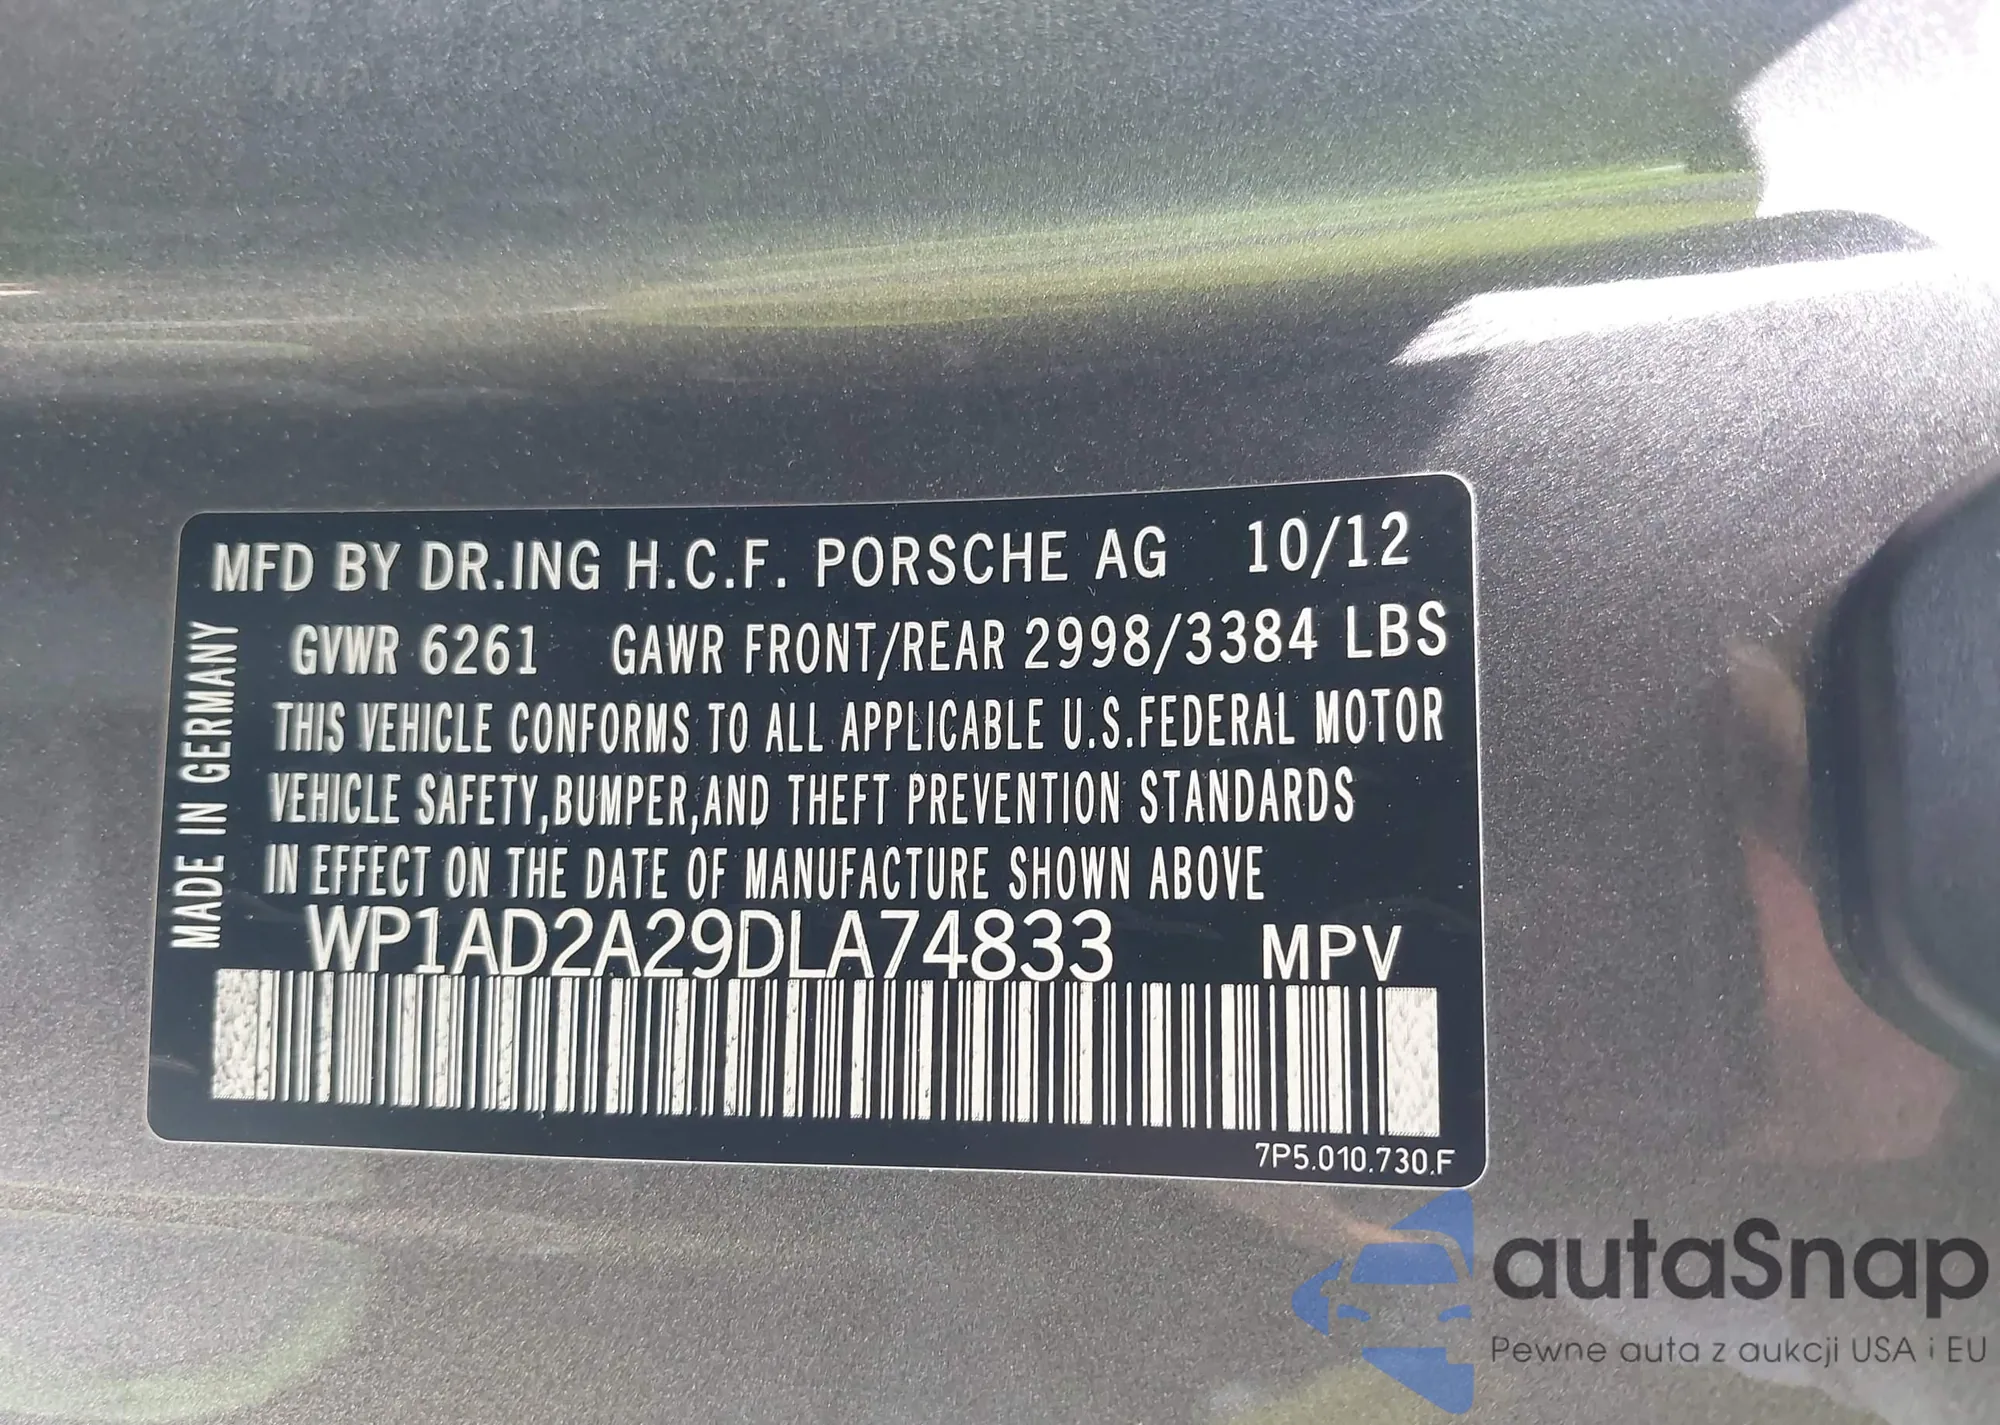 MFD BY DR.ING H.C.F. PORSCHE AG 10/12
GVWR 6261 GAWR FRONT/REAR 2998/3384 LBS
THIS VEHICLE CONFORMS TO ALL APPLICABLE U.S.FEDERAL MOTOR
VEHICLE SAFETY,BUMPER,AND THEFT PREVENTION STANDARDS
IN EFFECT ON THE DATE OF MANUFACTURE SHOWN ABOVE
WP1AD2A29DLA74833 MPV
MADE IN GERMANY
7P5.010.730.F
autaSnap
Pewne auta z aukcji USA i EU